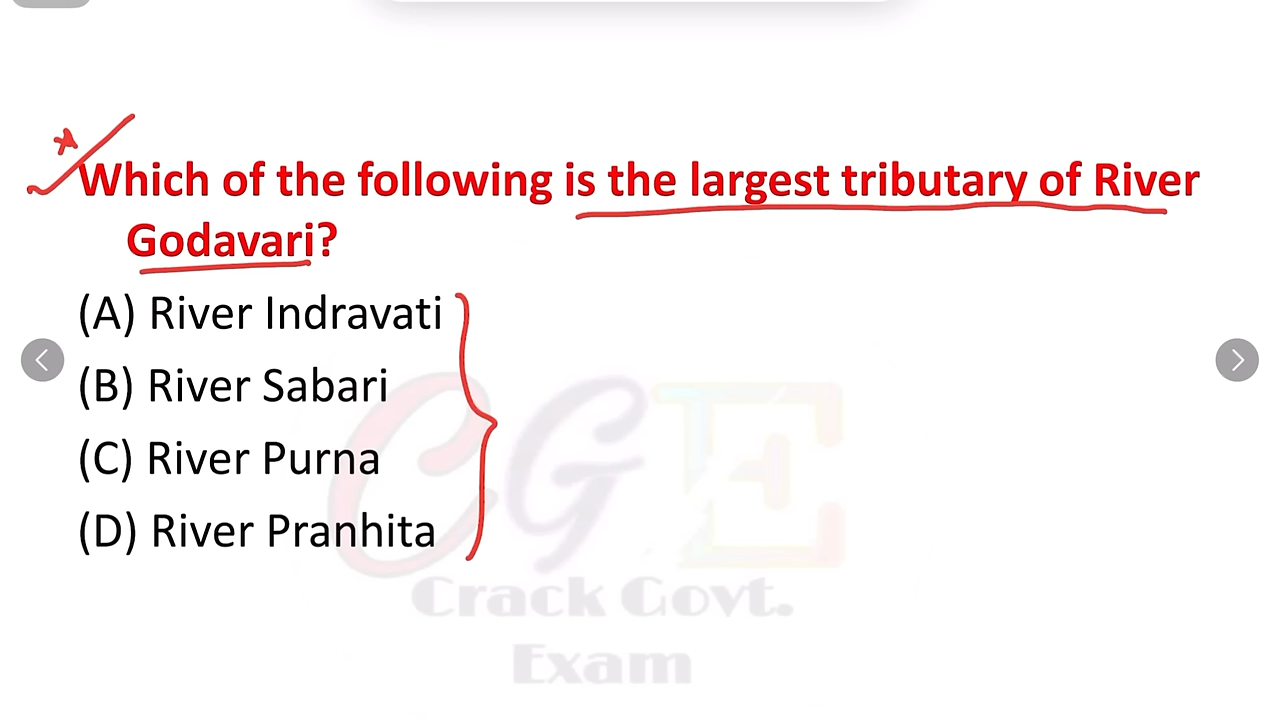 Which of the following is the largest tributary of River
Godavari?
(A) River Indravati
(B) River Sabari
(C) River Purna
(D) River Pranhita
CGE
Crack Govt.
Exam